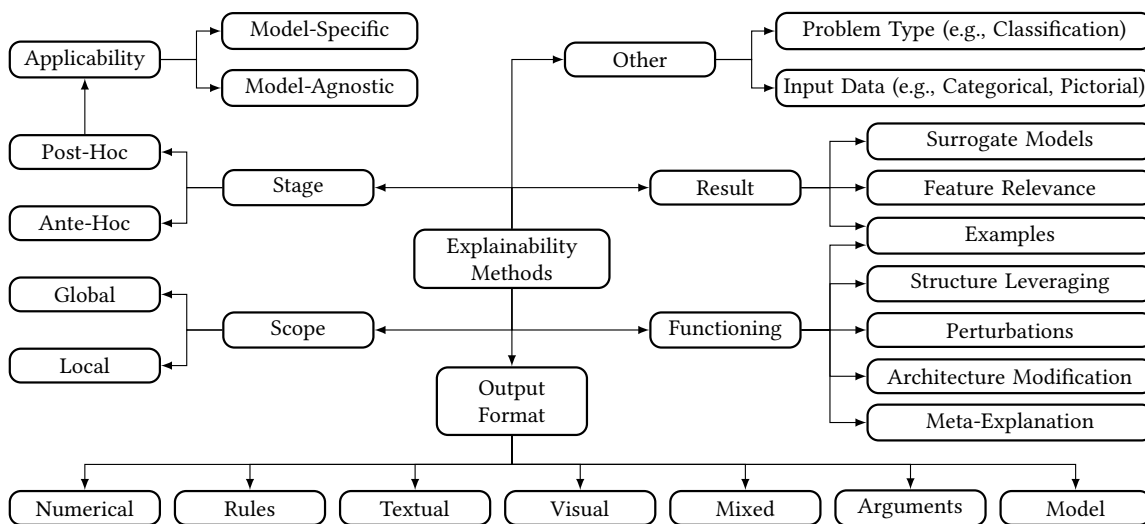 Model-Specific
Applicability
Model-Agnostic
Post-Hoc
Stage
Ante-Hoc
Global
Scope
Local
Explainability
Methods
Other
Problem Type (e.g., Classification)
Input Data (e.g., Categorical, Pictorial)
Result
Surrogate Models
Feature Relevance
Examples
Functioning
Structure Leveraging
Perturbations
Architecture Modification
Meta-Explanation
Output
Format
Numerical
Rules
Textual
Visual
Mixed
Arguments
Model